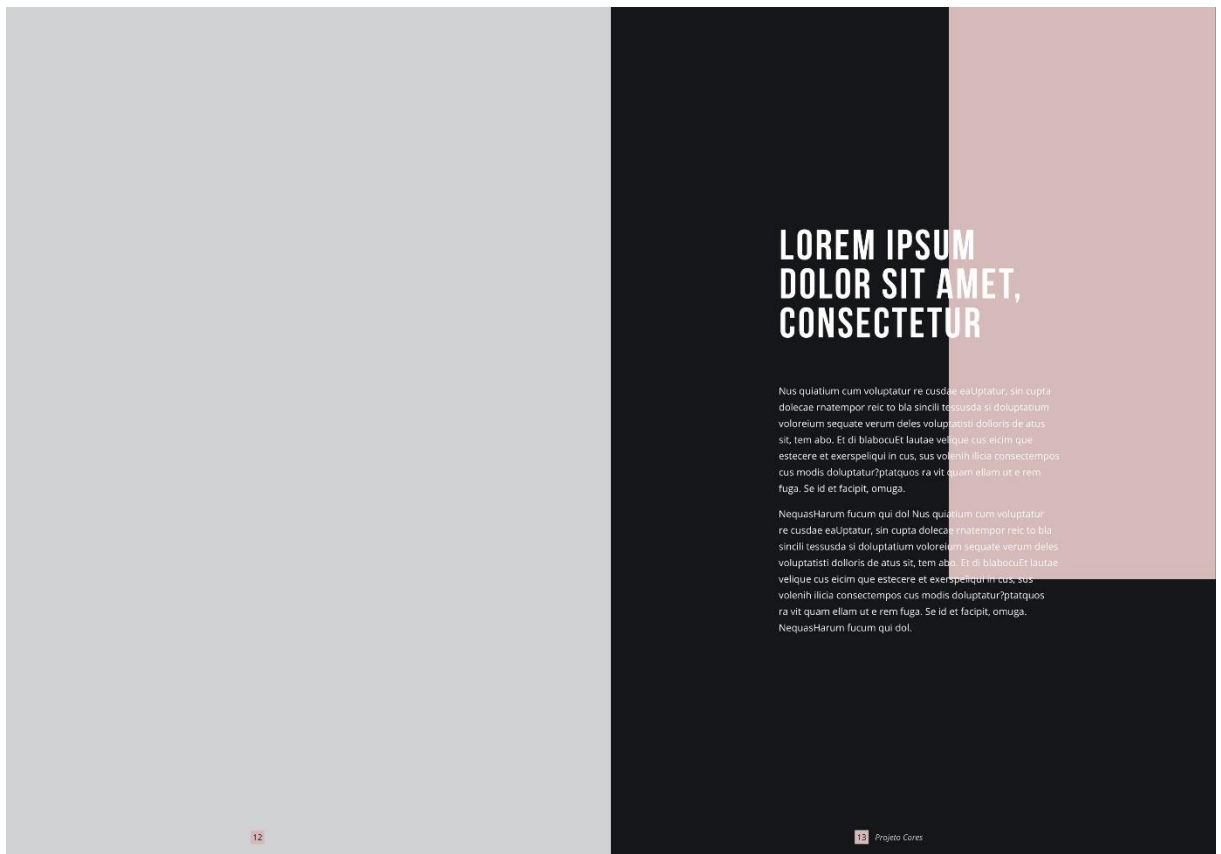 LOREM IPSUM
DOLOR SIT AMET,
CONSECTETUR
Nus quiatium cum voluptatur re cusdae eaUptatur, sin cupta
dolecae rnatempor reic to bla sincili tessusda si doluptatium
voloreium sequate verum deles voluptatisti dolloris de atus
sit, tem abo. Et di blabocuEt lautae velique cus eicim que
estecere et exerspeliqui in cus, sus volenih ilicia consectempos
cus modis doluptatur?ptatquos ra vit quam ellam ut e rem
fuga. Se id et facipit, omuga.
NequasHarum fucum qui dol Nus quiatium cum voluptatur
re cusdae eaUptatur, sin cupta dolecae rnatempor reic to bla
sincili tessusda si doluptatium voloreium sequate verum deles
voluptatisti dolloris de atus sit, tem abo. Et di blabocuEt lautae
velique cus eicim que estecere et exerspeliqui in cus, sus
volenih ilicia consectempos cus modis doluptatur?ptatquos
ra vit quam ellam ut e rem fuga. Se id et facipit, omuga.
NequasHarum fucum qui dol.
12
13 Projeto Cores